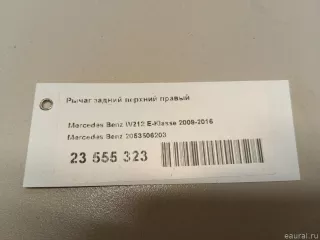 Рычаг задний верхний правый
Mercedes Benz W212 E-Klasse 2009-2016
Mercedes Benz 2053506203
23 555 323
eaural.ru